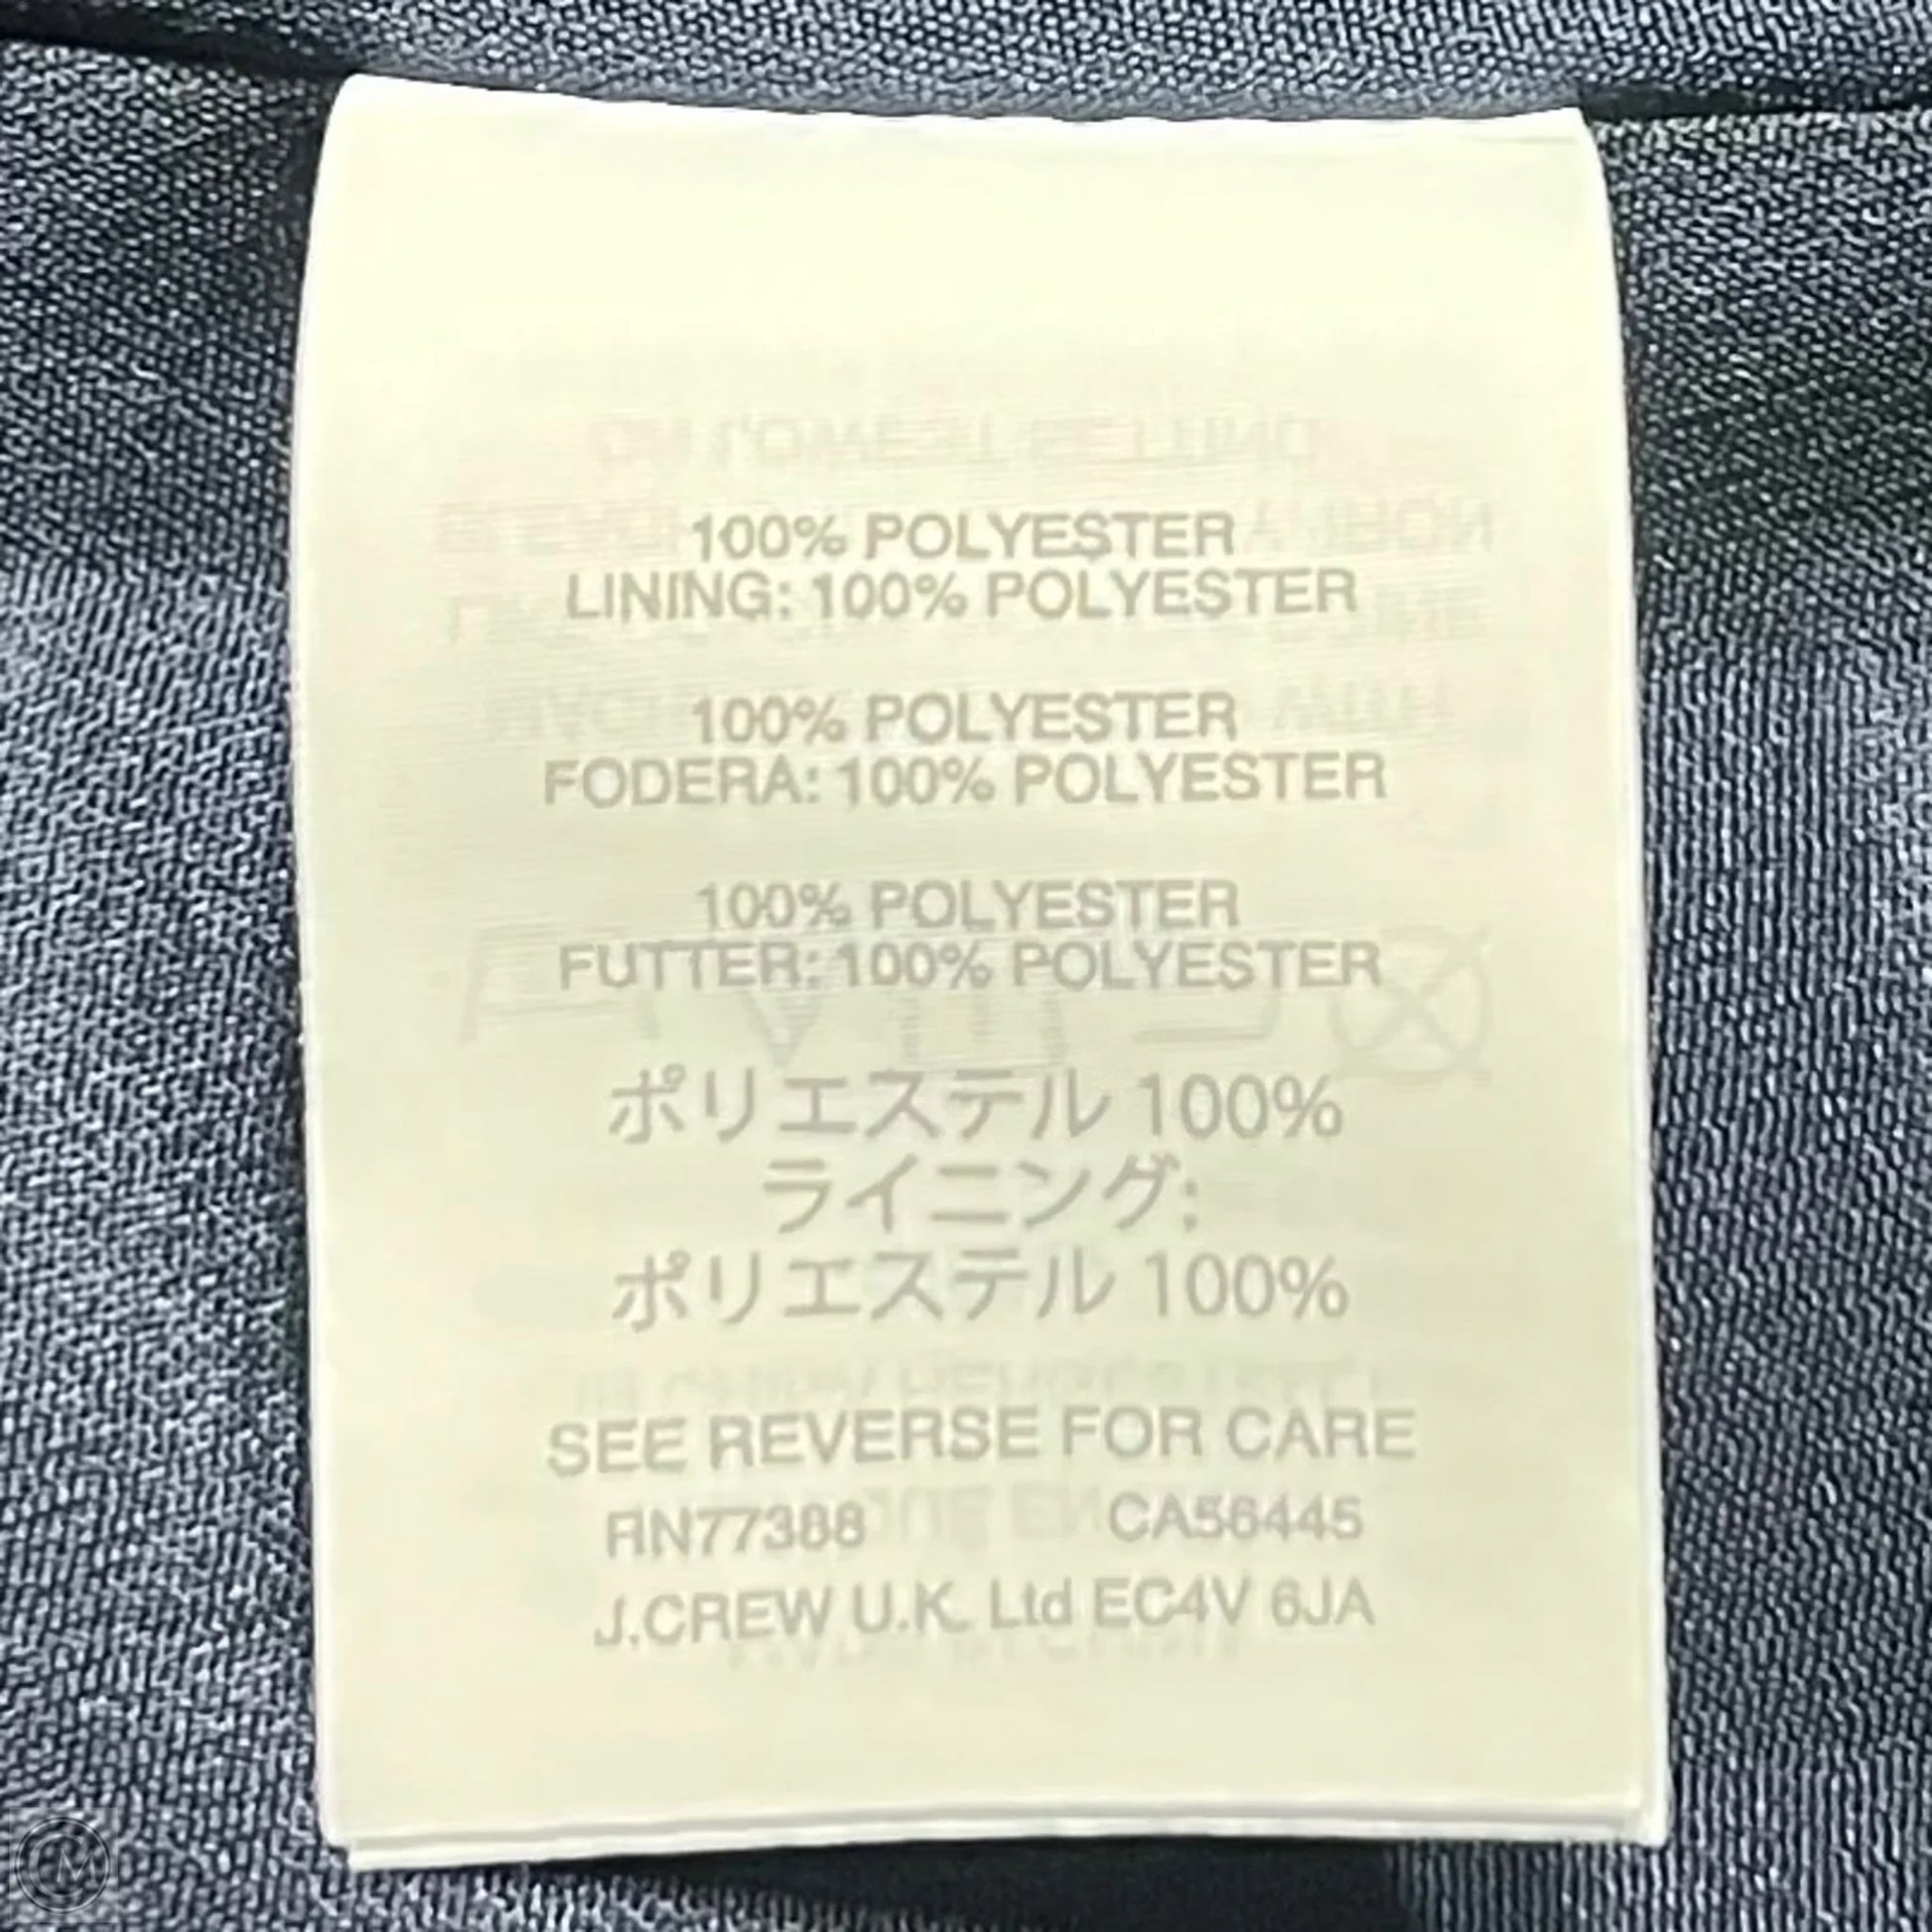 100% POLYESTER
LINING: 100% POLYESTER
100% POLYESTER
FODERA: 100% POLYESTER
100% POLYESTER
FUTTER: 100% POLYESTER
ポリエステル 100%
ライニング:
ポリエステル 100%
SEE REVERSE FOR CARE
RN77388 CA56445
J.CREW U.K. Ltd EC4V 6JA